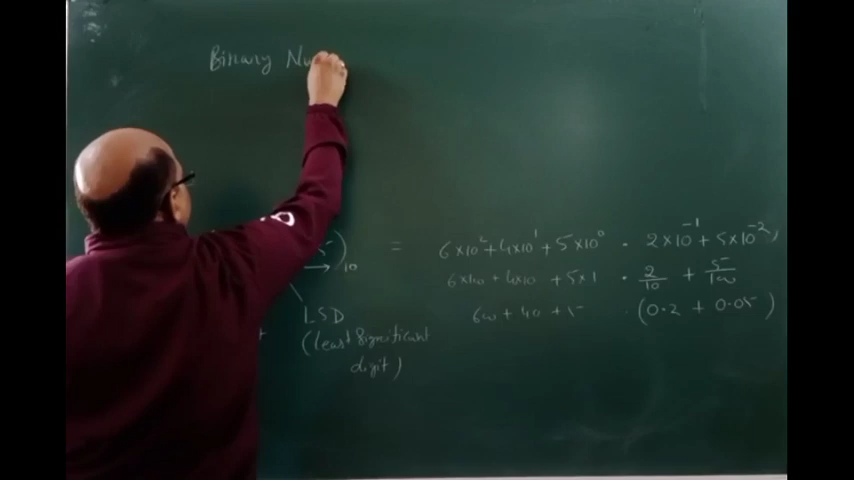 Binary Nu
5)₁₀ = 6×10² + 4×10¹ + 5×10⁰ . 2×10⁻¹ + 5×10⁻²,
6×100 + 4×10 + 5×1 . 2/10 + 5/100
600 + 40 + 5 . (0.2 + 0.05)
LSD
(least significant
digit)